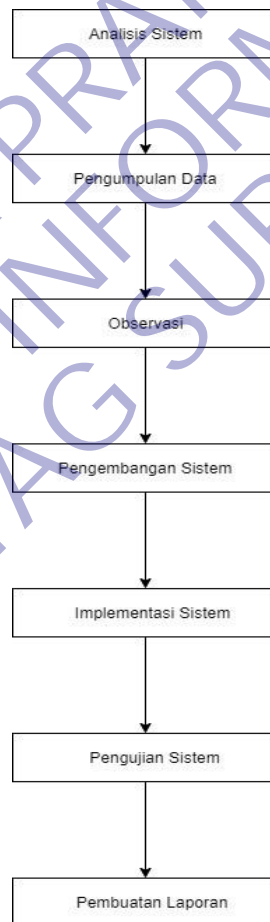 Analisis Sistem
Pengumpulan Data
Observasi
Pengembangan Sistem
Implementasi Sistem
Pengujian Sistem
Pembuatan Laporan